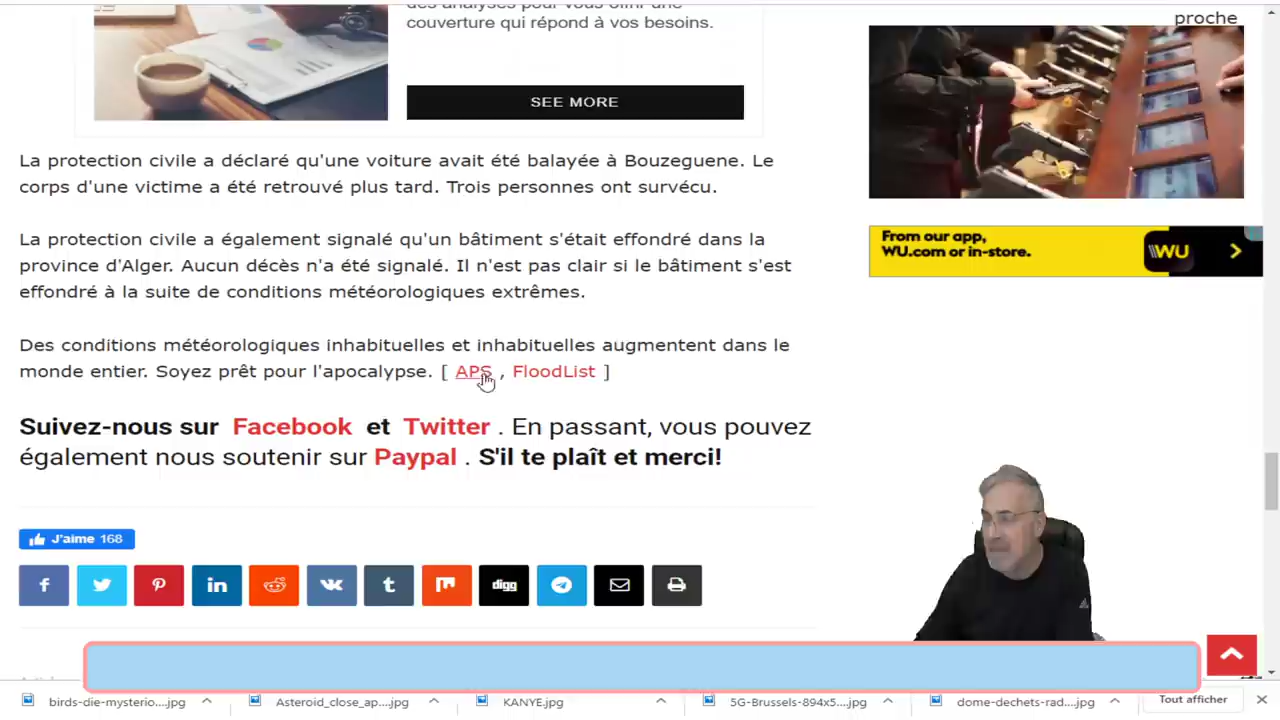 des analyses pour vous offrir une
couverture qui répond à vos besoins.
SEE MORE
La protection civile a déclaré qu'une voiture avait été balayée à Bouzeguene. Le
corps d'une victime a été retrouvé plus tard. Trois personnes ont survécu.
La protection civile a également signalé qu'un bâtiment s'était effondré dans la
province d'Alger. Aucun décès n'a été signalé. Il n'est pas clair si le bâtiment s'est
effondré à la suite de conditions météorologiques extrêmes.
Des conditions météorologiques inhabituelles et inhabituelles augmentent dans le
monde entier. Soyez prêt pour l'apocalypse. [ APS , FloodList ]
Suivez-nous sur Facebook et Twitter . En passant, vous pouvez
également nous soutenir sur Paypal . S'il te plaît et merci!
J'aime 168
digg
proche
From our app,
WU.com or in-store.
WU
birds-die-mysterio....jpg
Asteroid_close_ap....jpg
KANYE.jpg
5G-Brussels-894x5....jpg
dome-dechets-rad....jpg
Tout afficher